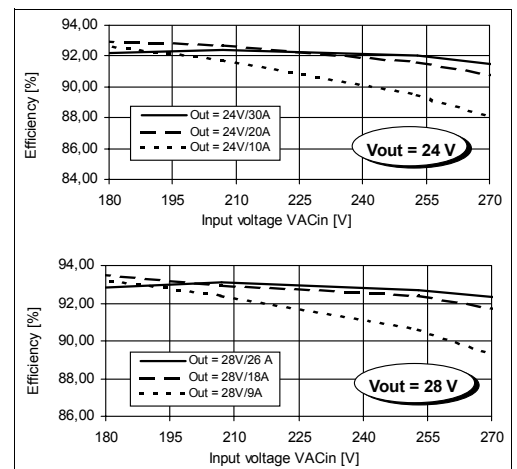 94,00
92,00
90,00
88,00
86,00
84,00
Efficiency [%]
Out = 24V/30A
Out = 24V/20A
Out = 24V/10A
Vout = 24 V
180 195 210 225 240 255 270
Input voltage VACin [V]
94,00
92,00
90,00
88,00
86,00
Efficiency [%]
Out = 28V/26 A
Out = 28V/18A
Out = 28V/9A
Vout = 28 V
180 195 210 225 240 255 270
Input voltage VACin [V]